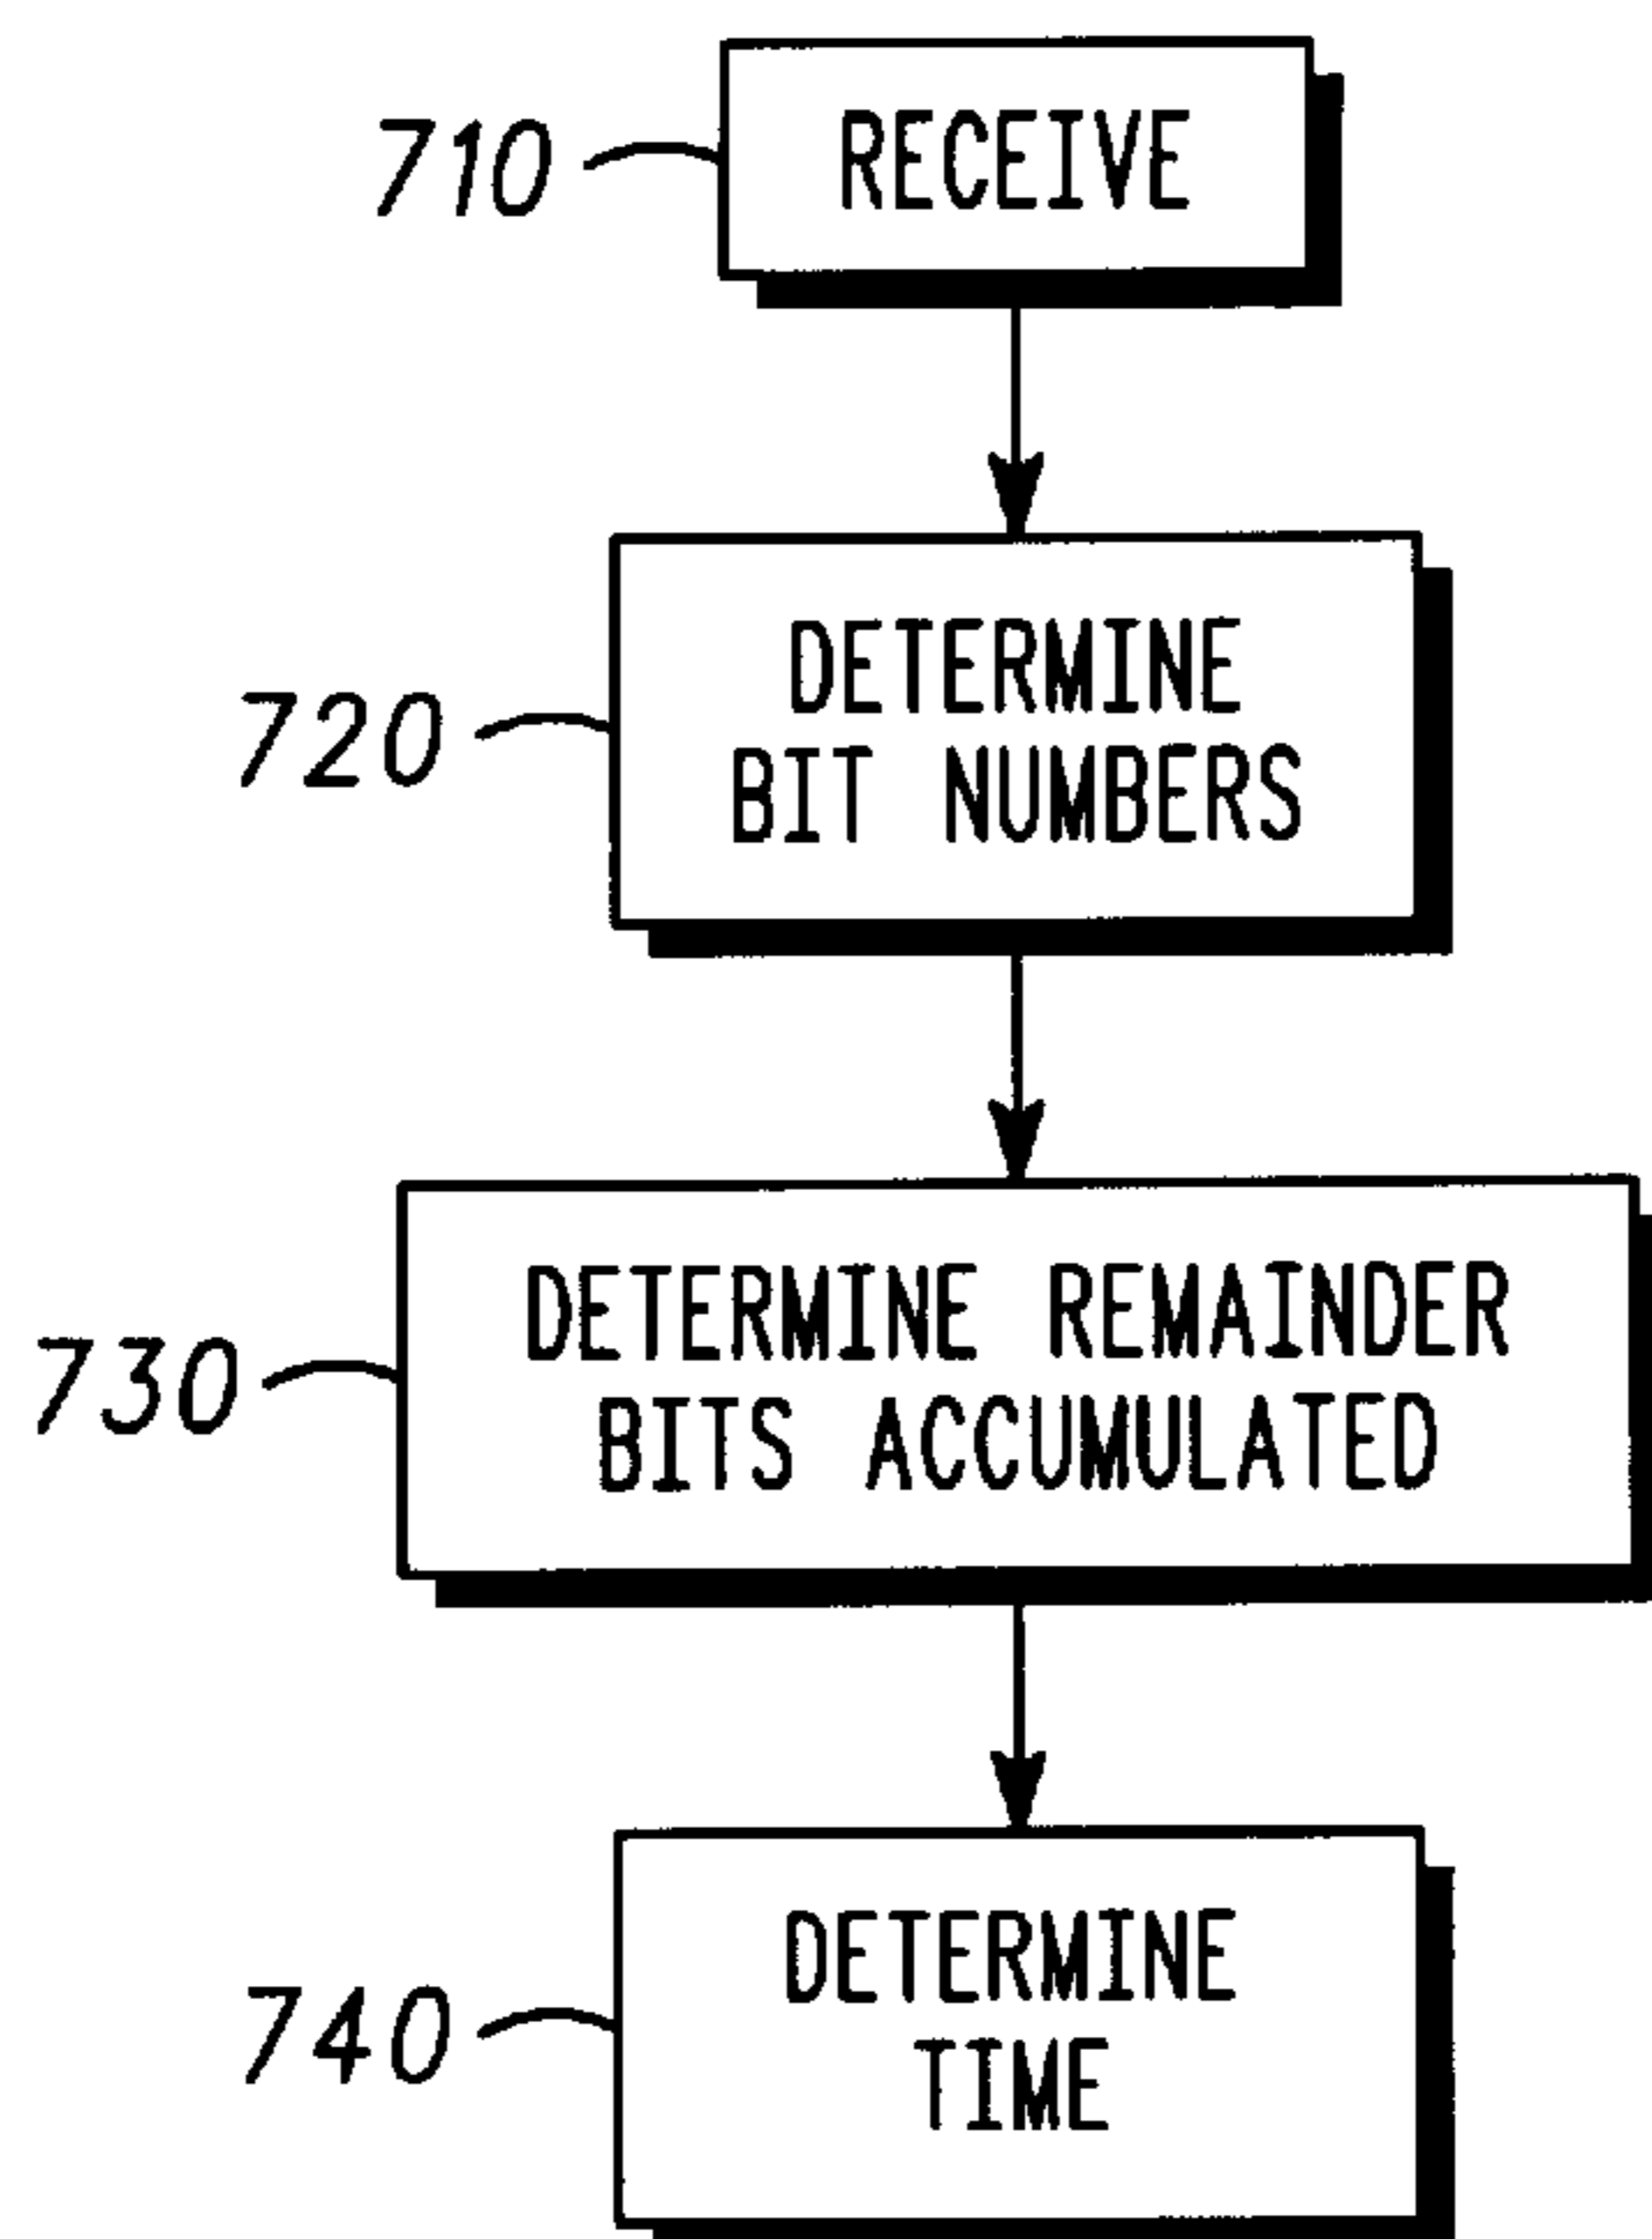 710
RECEIVE
720
DETERMINE
BIT NUMBERS
730
DETERMINE REMAINDER
BITS ACCUMULATED
740
DETERMINE
TIME